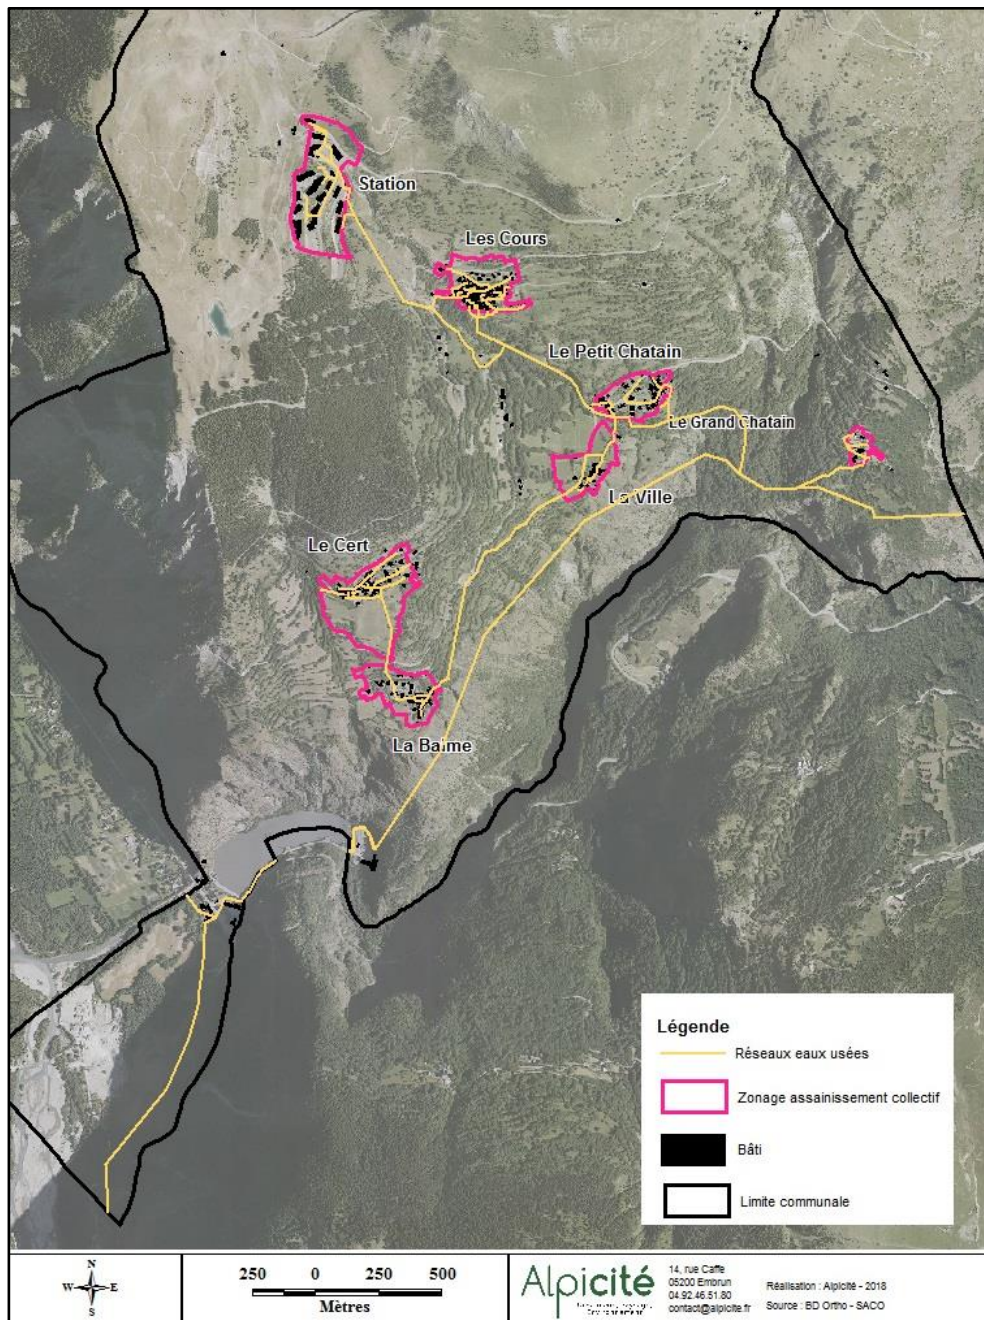 Station
Les Cours
Le Petit Chatain
Le Grand Chatain
La Ville
Le Cert
La Balme
Légende
Réseaux eaux usées
Zonage assainissement collectif
Bâti
Limite communale
N
W E
S
250 0 250 500
Mètres
Alpicité
Environnement
14, rue Caffe
05200 Embrun
04.92.46.51.80
contact@alpicite.fr
Réalisation : Alpicité - 2018
Source : BD Ortho - SACO